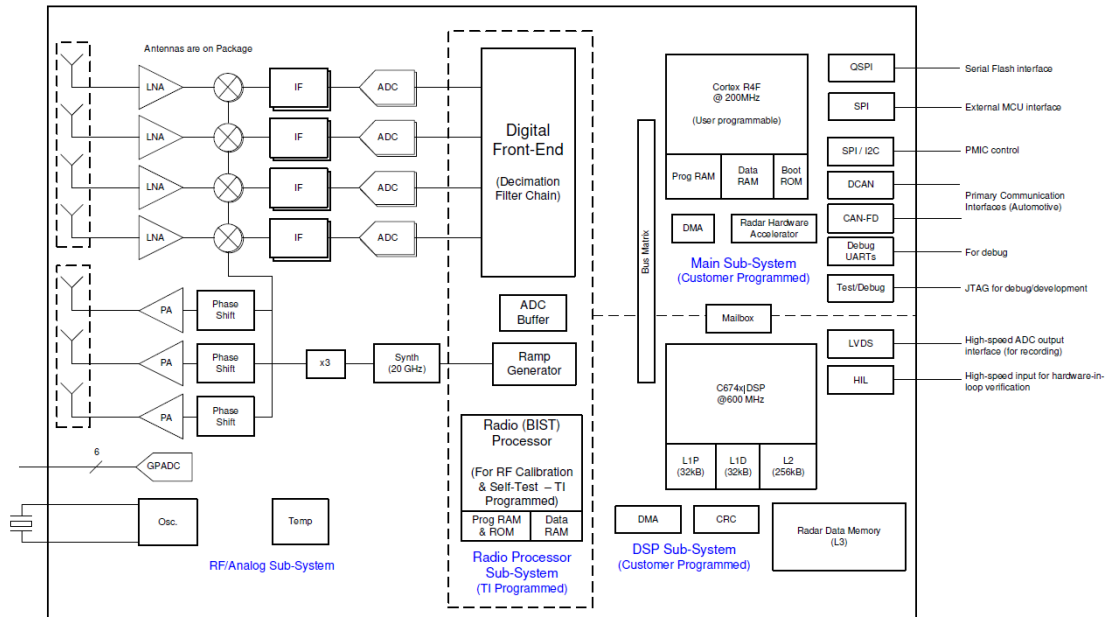 Antennas are on Package
LNA
IF
ADC
LNA
IF
ADC
LNA
IF
ADC
LNA
IF
ADC
PA
Phase
Shift
PA
Phase
Shift
PA
Phase
Shift
x3
Synth
(20 GHz)
6
GPADC
Osc.
Temp
RF/Analog Sub-System
Digital
Front-End
(Decimation
Filter Chain)
ADC
Buffer
Ramp
Generator
Radio (BIST)
Processor
(For RF Calibration
& Self-Test – TI
Programmed)
Prog RAM
& ROM
Data
RAM
Radio Processor
Sub-System
(TI Programmed)
Bus Matrix
Cortex R4F
@ 200MHz
(User programmable)
Prog RAM
Data
RAM
Boot
ROM
DMA
Radar Hardware
Accelerator
Main Sub-System
(Customer Programmed)
Mailbox
C674x DSP
@600 MHz
L1P
(32kB)
L1D
(32kB)
L2
(256kB)
DMA
CRC
DSP Sub-System
(Customer Programmed)
Radar Data Memory
(L3)
QSPI
Serial Flash interface
SPI
External MCU interface
SPI / I2C
PMIC control
DCAN
CAN-FD
Primary Communication
Interfaces (Automotive)
Debug
UARTs
For debug
Test/Debug
JTAG for debug/development
LVDS
High-speed ADC output
interface (for recording)
HIL
High-speed input for hardware-in-
loop verification